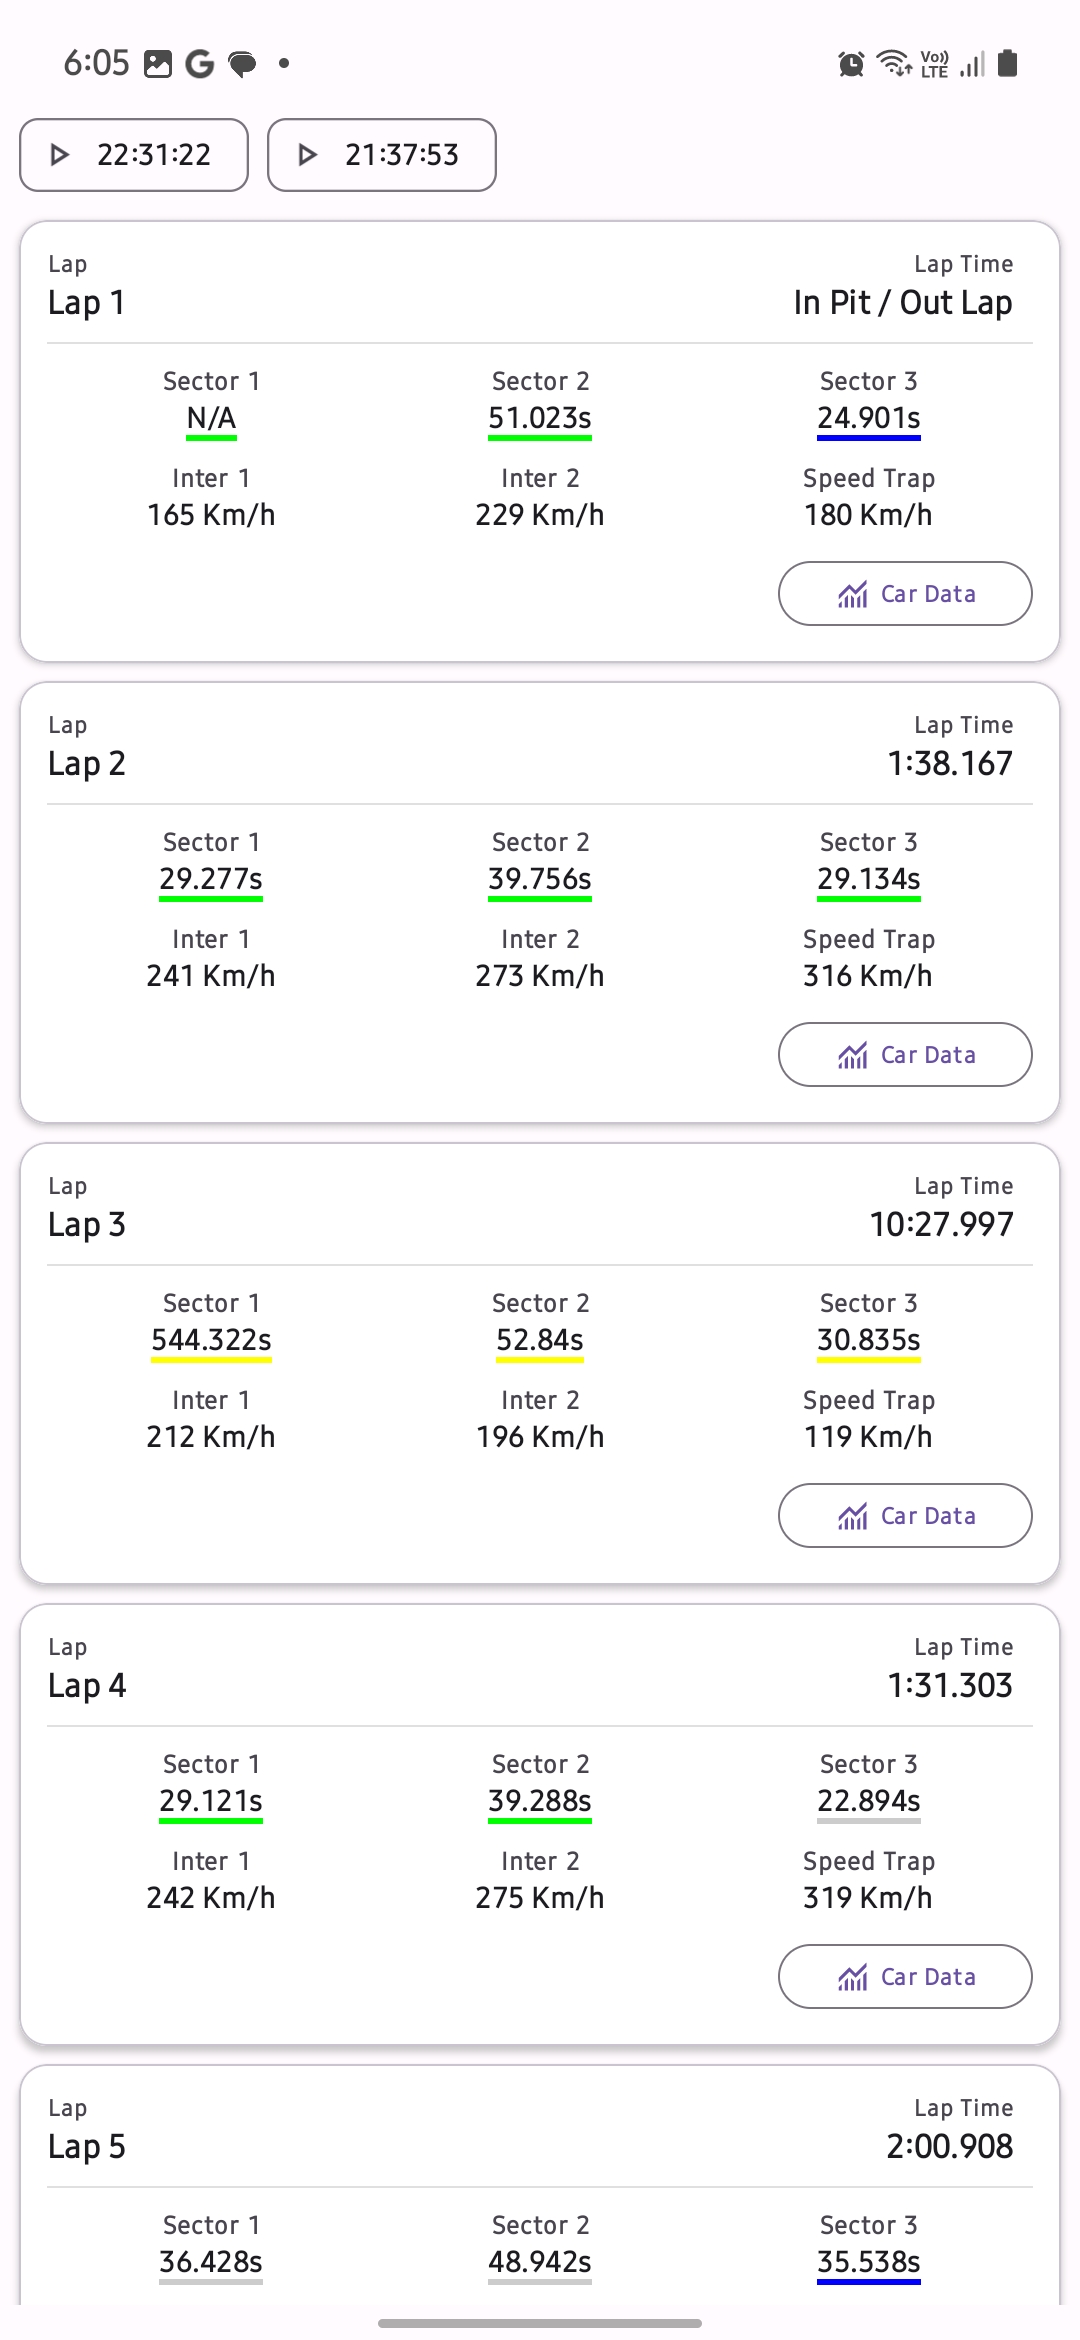 6:05
Vo)) LTE
22:31:22 21:37:53
Lap Lap Time
Lap 1 In Pit / Out Lap
Sector 1 Sector 2 Sector 3
N/A 51.023s 24.901s
Inter 1 Inter 2 Speed Trap
165 Km/h 229 Km/h 180 Km/h
Car Data
Lap Lap Time
Lap 2 1:38.167
Sector 1 Sector 2 Sector 3
29.277s 39.756s 29.134s
Inter 1 Inter 2 Speed Trap
241 Km/h 273 Km/h 316 Km/h
Car Data
Lap Lap Time
Lap 3 10:27.997
Sector 1 Sector 2 Sector 3
544.322s 52.84s 30.835s
Inter 1 Inter 2 Speed Trap
212 Km/h 196 Km/h 119 Km/h
Car Data
Lap Lap Time
Lap 4 1:31.303
Sector 1 Sector 2 Sector 3
29.121s 39.288s 22.894s
Inter 1 Inter 2 Speed Trap
242 Km/h 275 Km/h 319 Km/h
Car Data
Lap Lap Time
Lap 5 2:00.908
Sector 1 Sector 2 Sector 3
36.428s 48.942s 35.538s